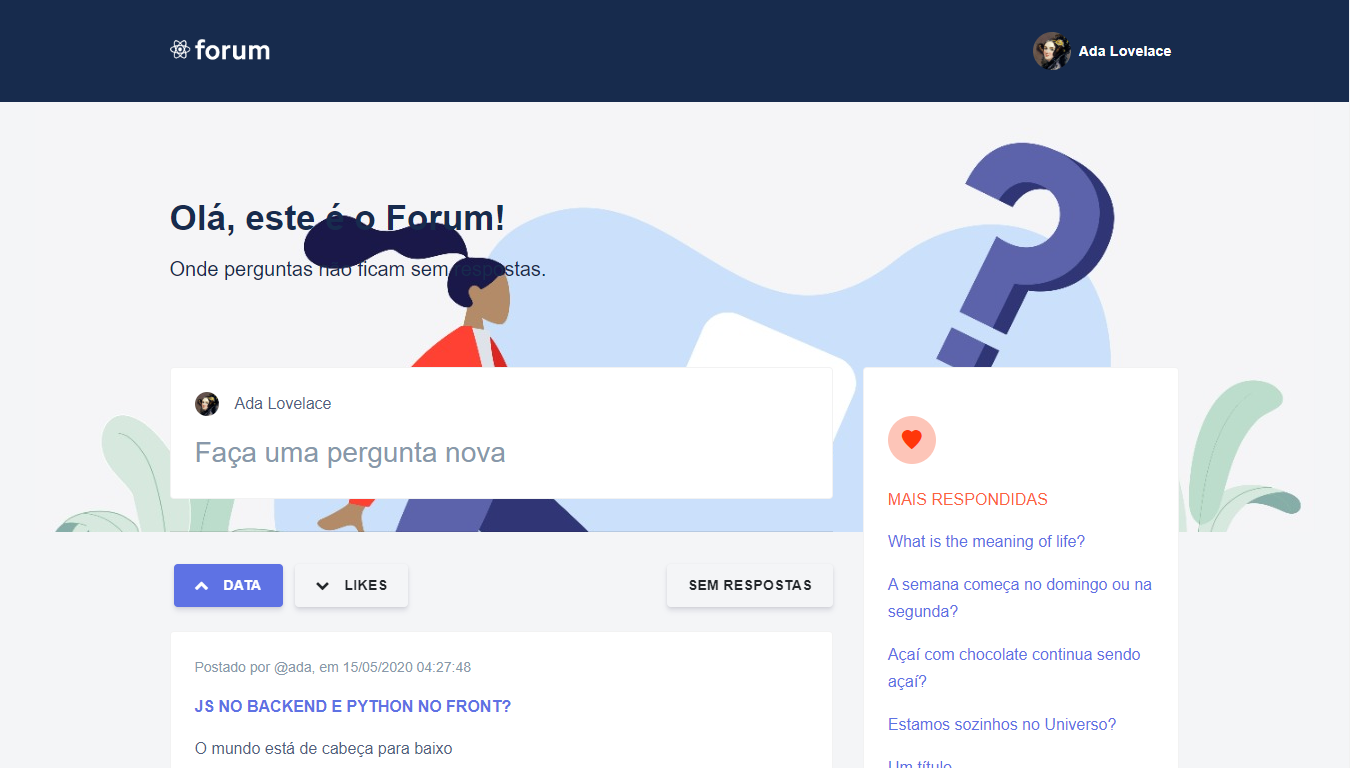 forum
Ada Lovelace
Olá, este é o Forum!
Onde perguntas não ficam sem respostas.
Ada Lovelace
Faça uma pergunta nova
DATA
LIKES
SEM RESPOSTAS
Postado por @ada, em 15/05/2020 04:27:48
JS NO BACKEND E PYTHON NO FRONT?
O mundo está de cabeça para baixo
MAIS RESPONDIDAS
What is the meaning of life?
A semana começa no domingo ou na
segunda?
Açaí com chocolate continua sendo
açaí?
Estamos sozinhos no Universo?
Um título